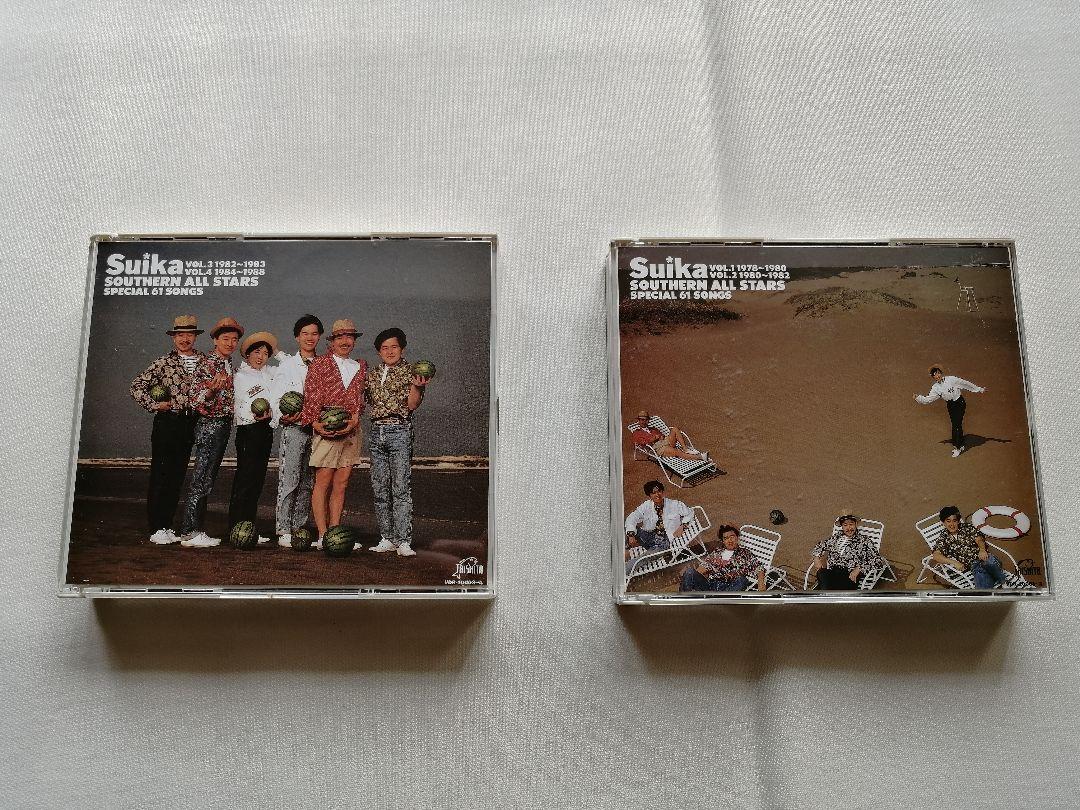 Suika VOL.3 1982~1983
VOL.4 1984~1988
SOUTHERN ALL STARS
SPECIAL 61 SONGS
Suika VOL.1 1978~1980
VOL.2 1980~1982
SOUTHERN ALL STARS
SPECIAL 61 SONGS